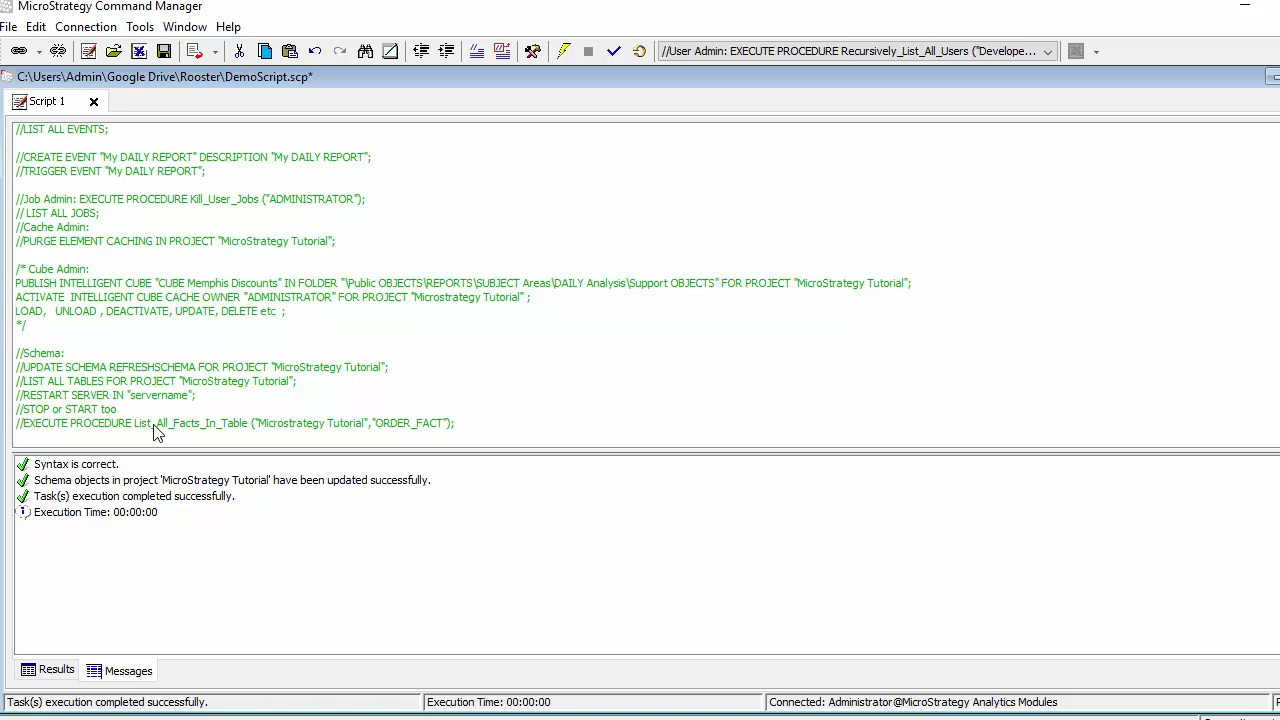 MicroStrategy Command Manager
File Edit Connection Tools Window Help
//User Admin: EXECUTE PROCEDURE Recursively_List_All_Users ("Develope...
C:\Users\Admin\Google Drive\Rooster\DemoScript.scp*
Script 1
//LIST ALL EVENTS;
//CREATE EVENT "My DAILY REPORT" DESCRIPTION "My DAILY REPORT";
//TRIGGER EVENT "My DAILY REPORT";
//Job Admin: EXECUTE PROCEDURE Kill_User_Jobs ("ADMINISTRATOR");
// LIST ALL JOBS;
//Cache Admin:
//PURGE ELEMENT CACHING IN PROJECT "MicroStrategy Tutorial";
/* Cube Admin:
PUBLISH INTELLIGENT CUBE "CUBE Memphis Discounts" IN FOLDER "\Public OBJECTS\REPORTS\SUBJECT Areas\DAILY Analysis\Support OBJECTS" FOR PROJECT "MicroStrategy Tutorial";
ACTIVATE  INTELLIGENT CUBE CACHE OWNER "ADMINISTRATOR" FOR PROJECT "Microstrategy Tutorial" ;
LOAD,   UNLOAD , DEACTIVATE, UPDATE, DELETE etc  ;
*/
//Schema:
//UPDATE SCHEMA REFRESHSCHEMA FOR PROJECT "MicroStrategy Tutorial";
//LIST ALL TABLES FOR PROJECT "MicroStrategy Tutorial";
//RESTART SERVER IN "servername";
//STOP or START too
//EXECUTE PROCEDURE List_All_Facts_In_Table ("Microstrategy Tutorial","ORDER_FACT");
Syntax is correct.
Schema objects in project 'MicroStrategy Tutorial' have been updated successfully.
Task(s) execution completed successfully.
Execution Time: 00:00:00
Results Messages
Task(s) execution completed successfully. Execution Time: 00:00:00 Connected: Administrator@MicroStrategy Analytics Modules